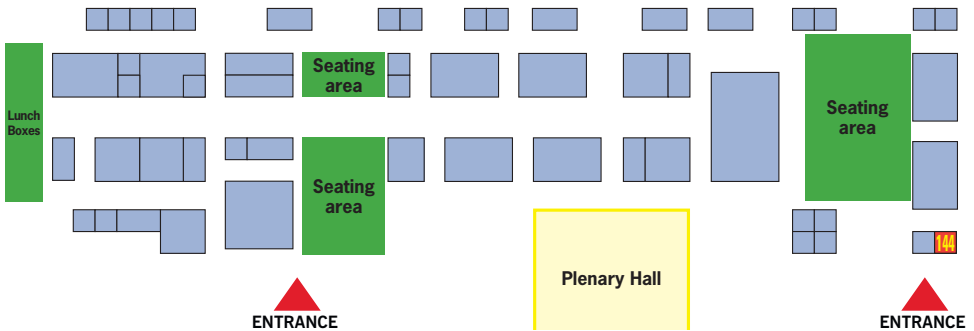 Seating
area
Lunch
Boxes
Seating
area
Seating
area
144
Plenary Hall
ENTRANCE
ENTRANCE